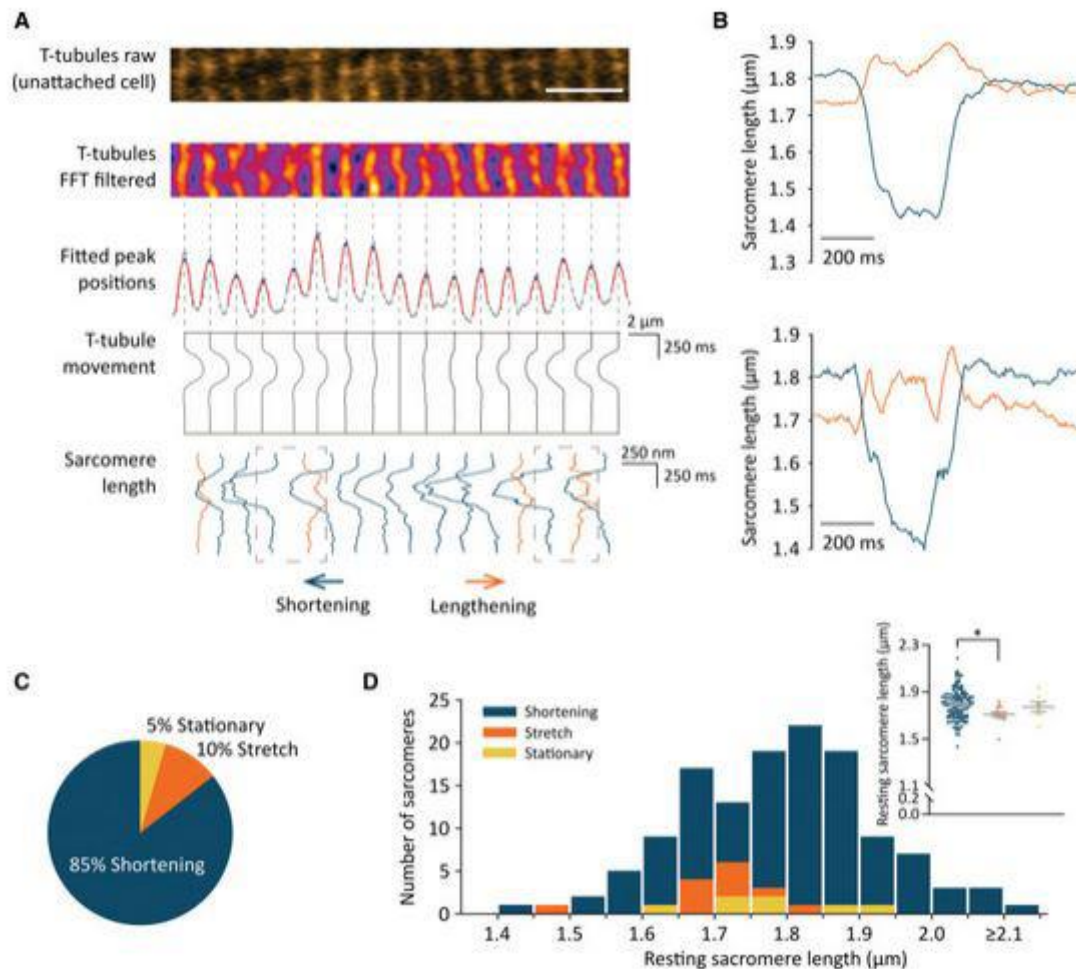 A
T-tubules raw
(unattached cell)
T-tubules
FFT filtered
Fitted peak
positions
2 µm
T-tubule
movement
250 ms
Sarcomere
length
250 nm
250 ms
Shortening
Lengthening
B
Sarcomere length (µm)
1.9
1.8
1.7
1.6
1.5
1.4
1.3
200 ms
Sarcomere length (µm)
1.9
1.8
1.7
1.6
1.5
1.4
200 ms
C
5% Stationary
10% Stretch
85% Shortening
D
Number of sarcomeres
25
20
15
10
5
0
Shortening
Stretch
Stationary
1.4 1.5 1.6 1.7 1.8 1.9 2.0 ≥2.1
Resting sacromere length (µm)
Resting sarcomere length (µm)
2.3
1.9
1.5
1.1
0.2
0.0
*